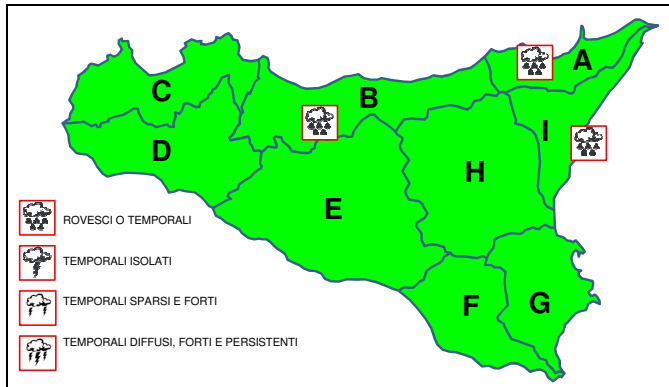 A
B
C
I
D
H
E
F
G
ROVESCI O TEMPORALI
TEMPORALI ISOLATI
TEMPORALI SPARSI E FORTI
TEMPORALI DIFFUSI, FORTI E PERSISTENTI